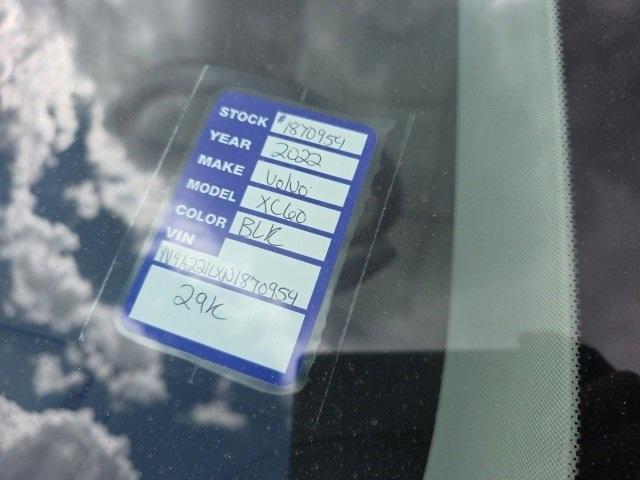 STOCK #1870954
YEAR 2022
MAKE Volvo
MODEL XC60
COLOR BLK
VIN
29K